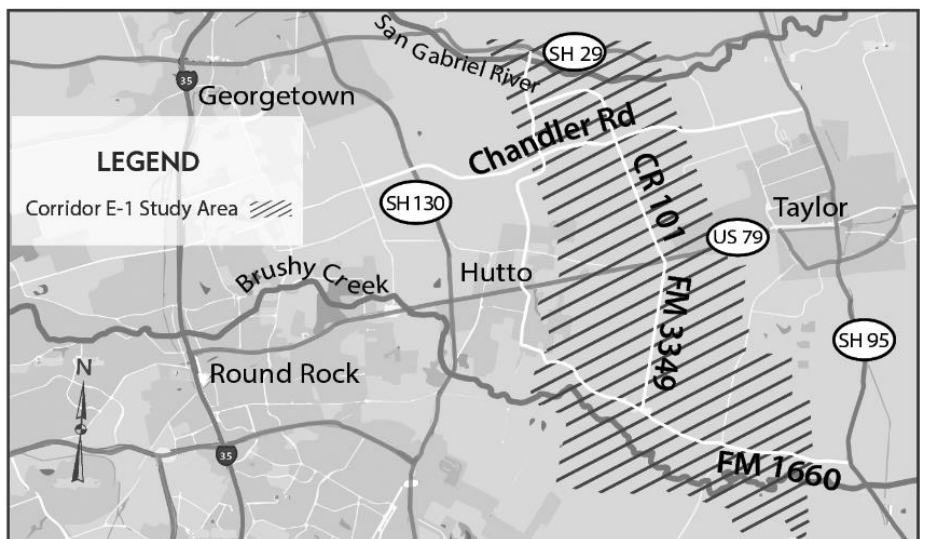 San Gabriel River
SH 29
35
Georgetown
Chandler Rd
LEGEND
Corridor E-1 Study Area
SH 130
CR 101
Taylor
US 79
Brushy Creek
Hutto
FM 3349
SH 95
N
Round Rock
35
FM 1660